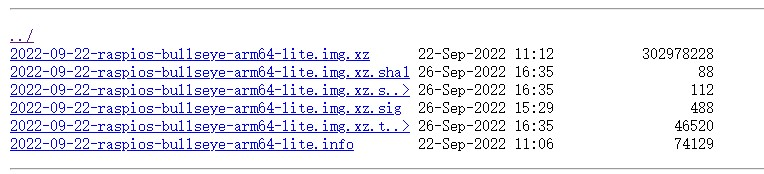 ../
2022-09-22-raspios-bullseye-arm64-lite.img.xz 22-Sep-2022 11:12 302978228
2022-09-22-raspios-bullseye-arm64-lite.img.xz.sha1 26-Sep-2022 16:35 88
2022-09-22-raspios-bullseye-arm64-lite.img.xz.s..> 26-Sep-2022 16:35 112
2022-09-22-raspios-bullseye-arm64-lite.img.xz.sig 26-Sep-2022 15:29 488
2022-09-22-raspios-bullseye-arm64-lite.img.xz.t..> 26-Sep-2022 16:35 46520
2022-09-22-raspios-bullseye-arm64-lite.info 22-Sep-2022 11:06 74129